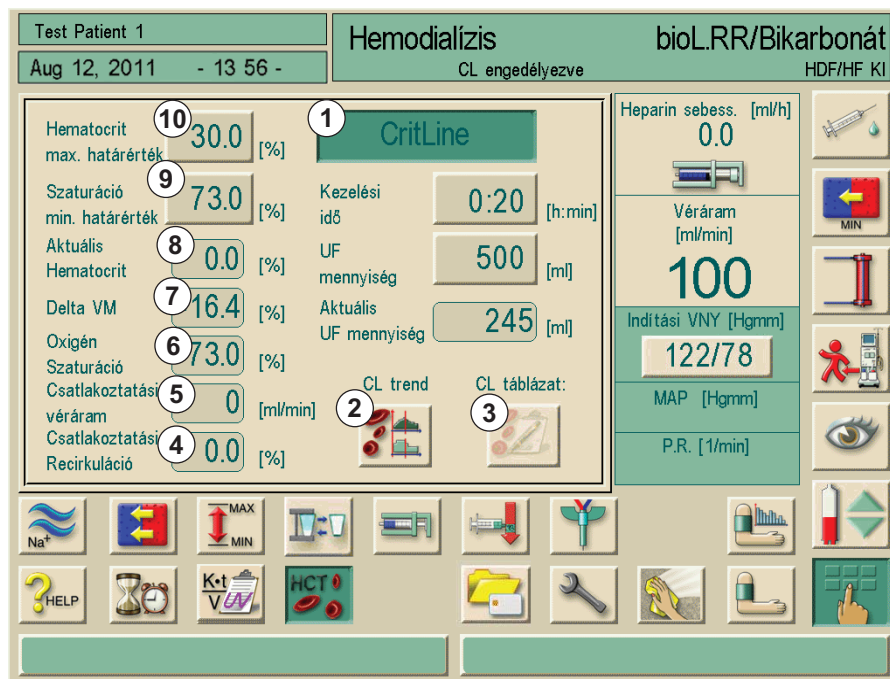 Test Patient 1
Aug 12, 2011 - 13 56 -
Hemodialízis
bioL.RR/Bikarbonát
CL engedélyezve
HDF/HF KI
10
Hematocrit
max. határérték
30.0
[%]
9
Szaturáció
min. határérték
73.0
[%]
8
Aktuális
Hematocrit
0.0
[%]
7
Delta VM
16.4
[%]
6
Oxigén
Szaturáció
73.0
[%]
5
Csatlakoztatási
véráram
0
[ml/min]
4
Csatlakoztatási
Recirkuláció
0.0
[%]
1
CritLine
Kezelési
idő
0:20
[h:min]
UF
mennyiség
500
[ml]
Aktuális
UF mennyiség
245
[ml]
CL trend
2
CL táblázat:
3
Heparin sebess. [ml/h]
0.0
Véráram
[ml/min]
100
Indítási VNY [Hgmm]
122/78
MAP [Hgmm]
P.R. [1/min]
MIN
Na+
MAX
MIN
HELP
K•t
V
UV
HCT